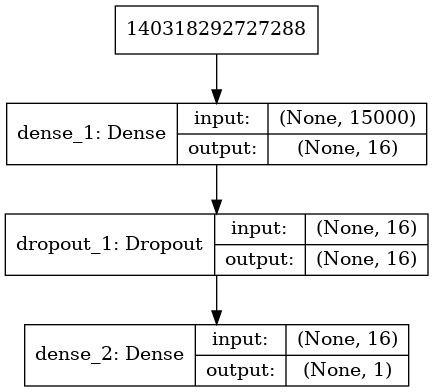 140318292727288
dense_1: Dense
input:
(None, 15000)
output:
(None, 16)
dropout_1: Dropout
input:
(None, 16)
output:
(None, 16)
dense_2: Dense
input:
(None, 16)
output:
(None, 1)